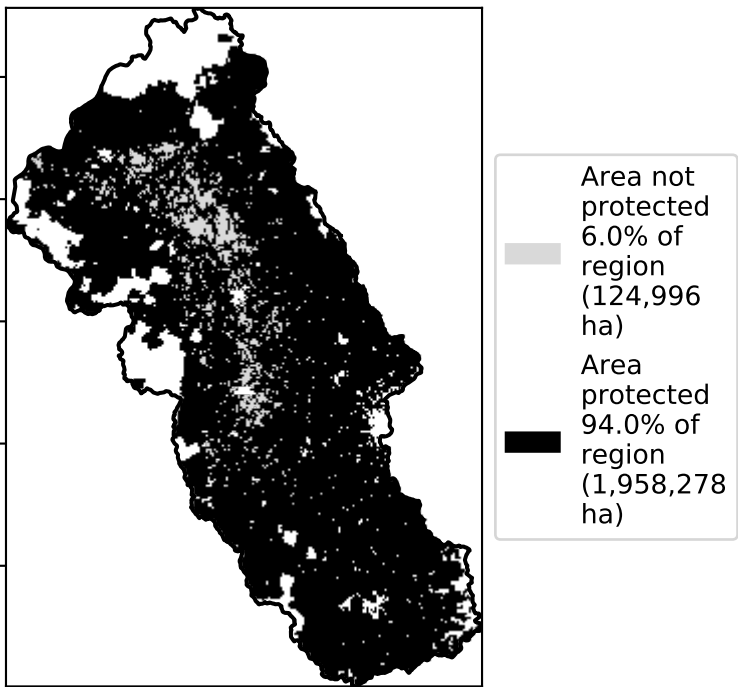 Area not
protected
6.0% of
region
(124,996
ha)
Area
protected
94.0% of
region
(1,958,278
ha)